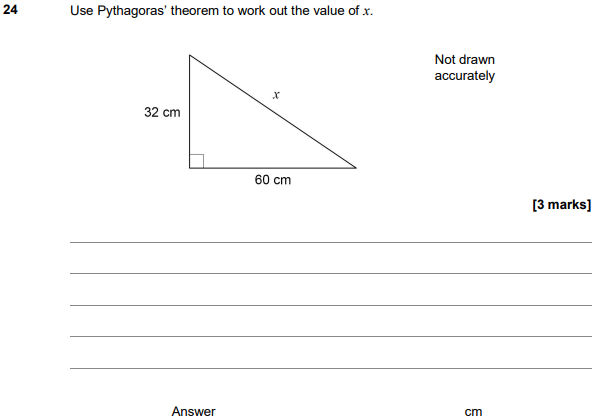 24 Use Pythagoras' theorem to work out the value of x.
Not drawn
accurately
x
32 cm
60 cm
[3 marks]
Answer cm